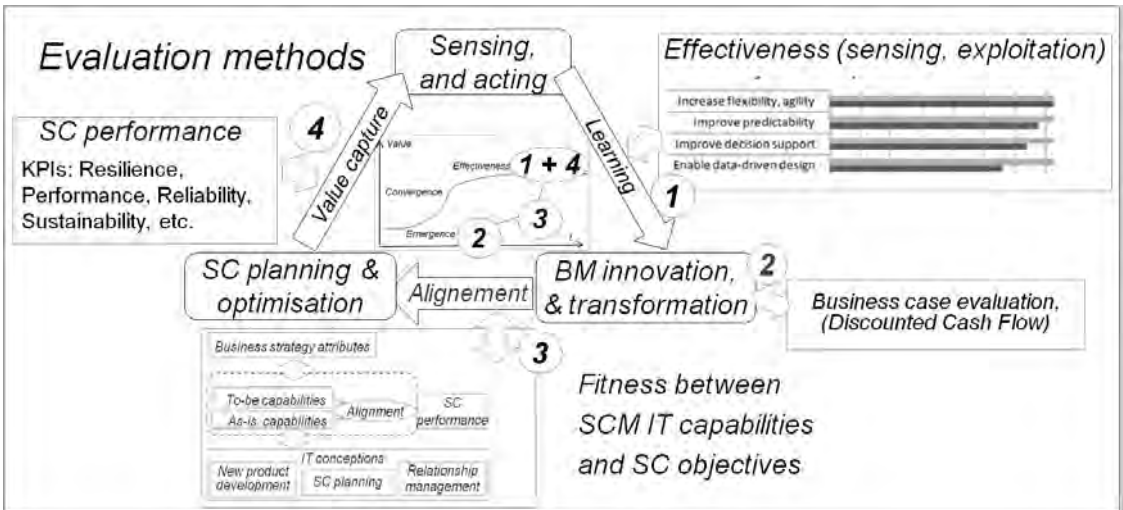 Evaluation methods
Sensing,
and acting
Effectiveness (sensing, exploitation)
Increase flexibility, agility
Improve predictability
Improve decision support
Enable data-driven design
SC performance
KPIs: Resilience,
Performance, Reliability,
Sustainability, etc.
4
Value capture
Learning
1
Value
Effectiveness
1 + 4
Convergence
3
Emergence
2
t
SC planning &
optimisation
Alignement
BM innovation,
& transformation
2
Business case evaluation,
(Discounted Cash Flow)
3
Business strategy attributes
To-be capabilities
As-is capabilities
Alignment
SC
performance
IT conceptions
New product
development
SC planning
Relationship
management
Fitness between
SCM IT capabilities
and SC objectives